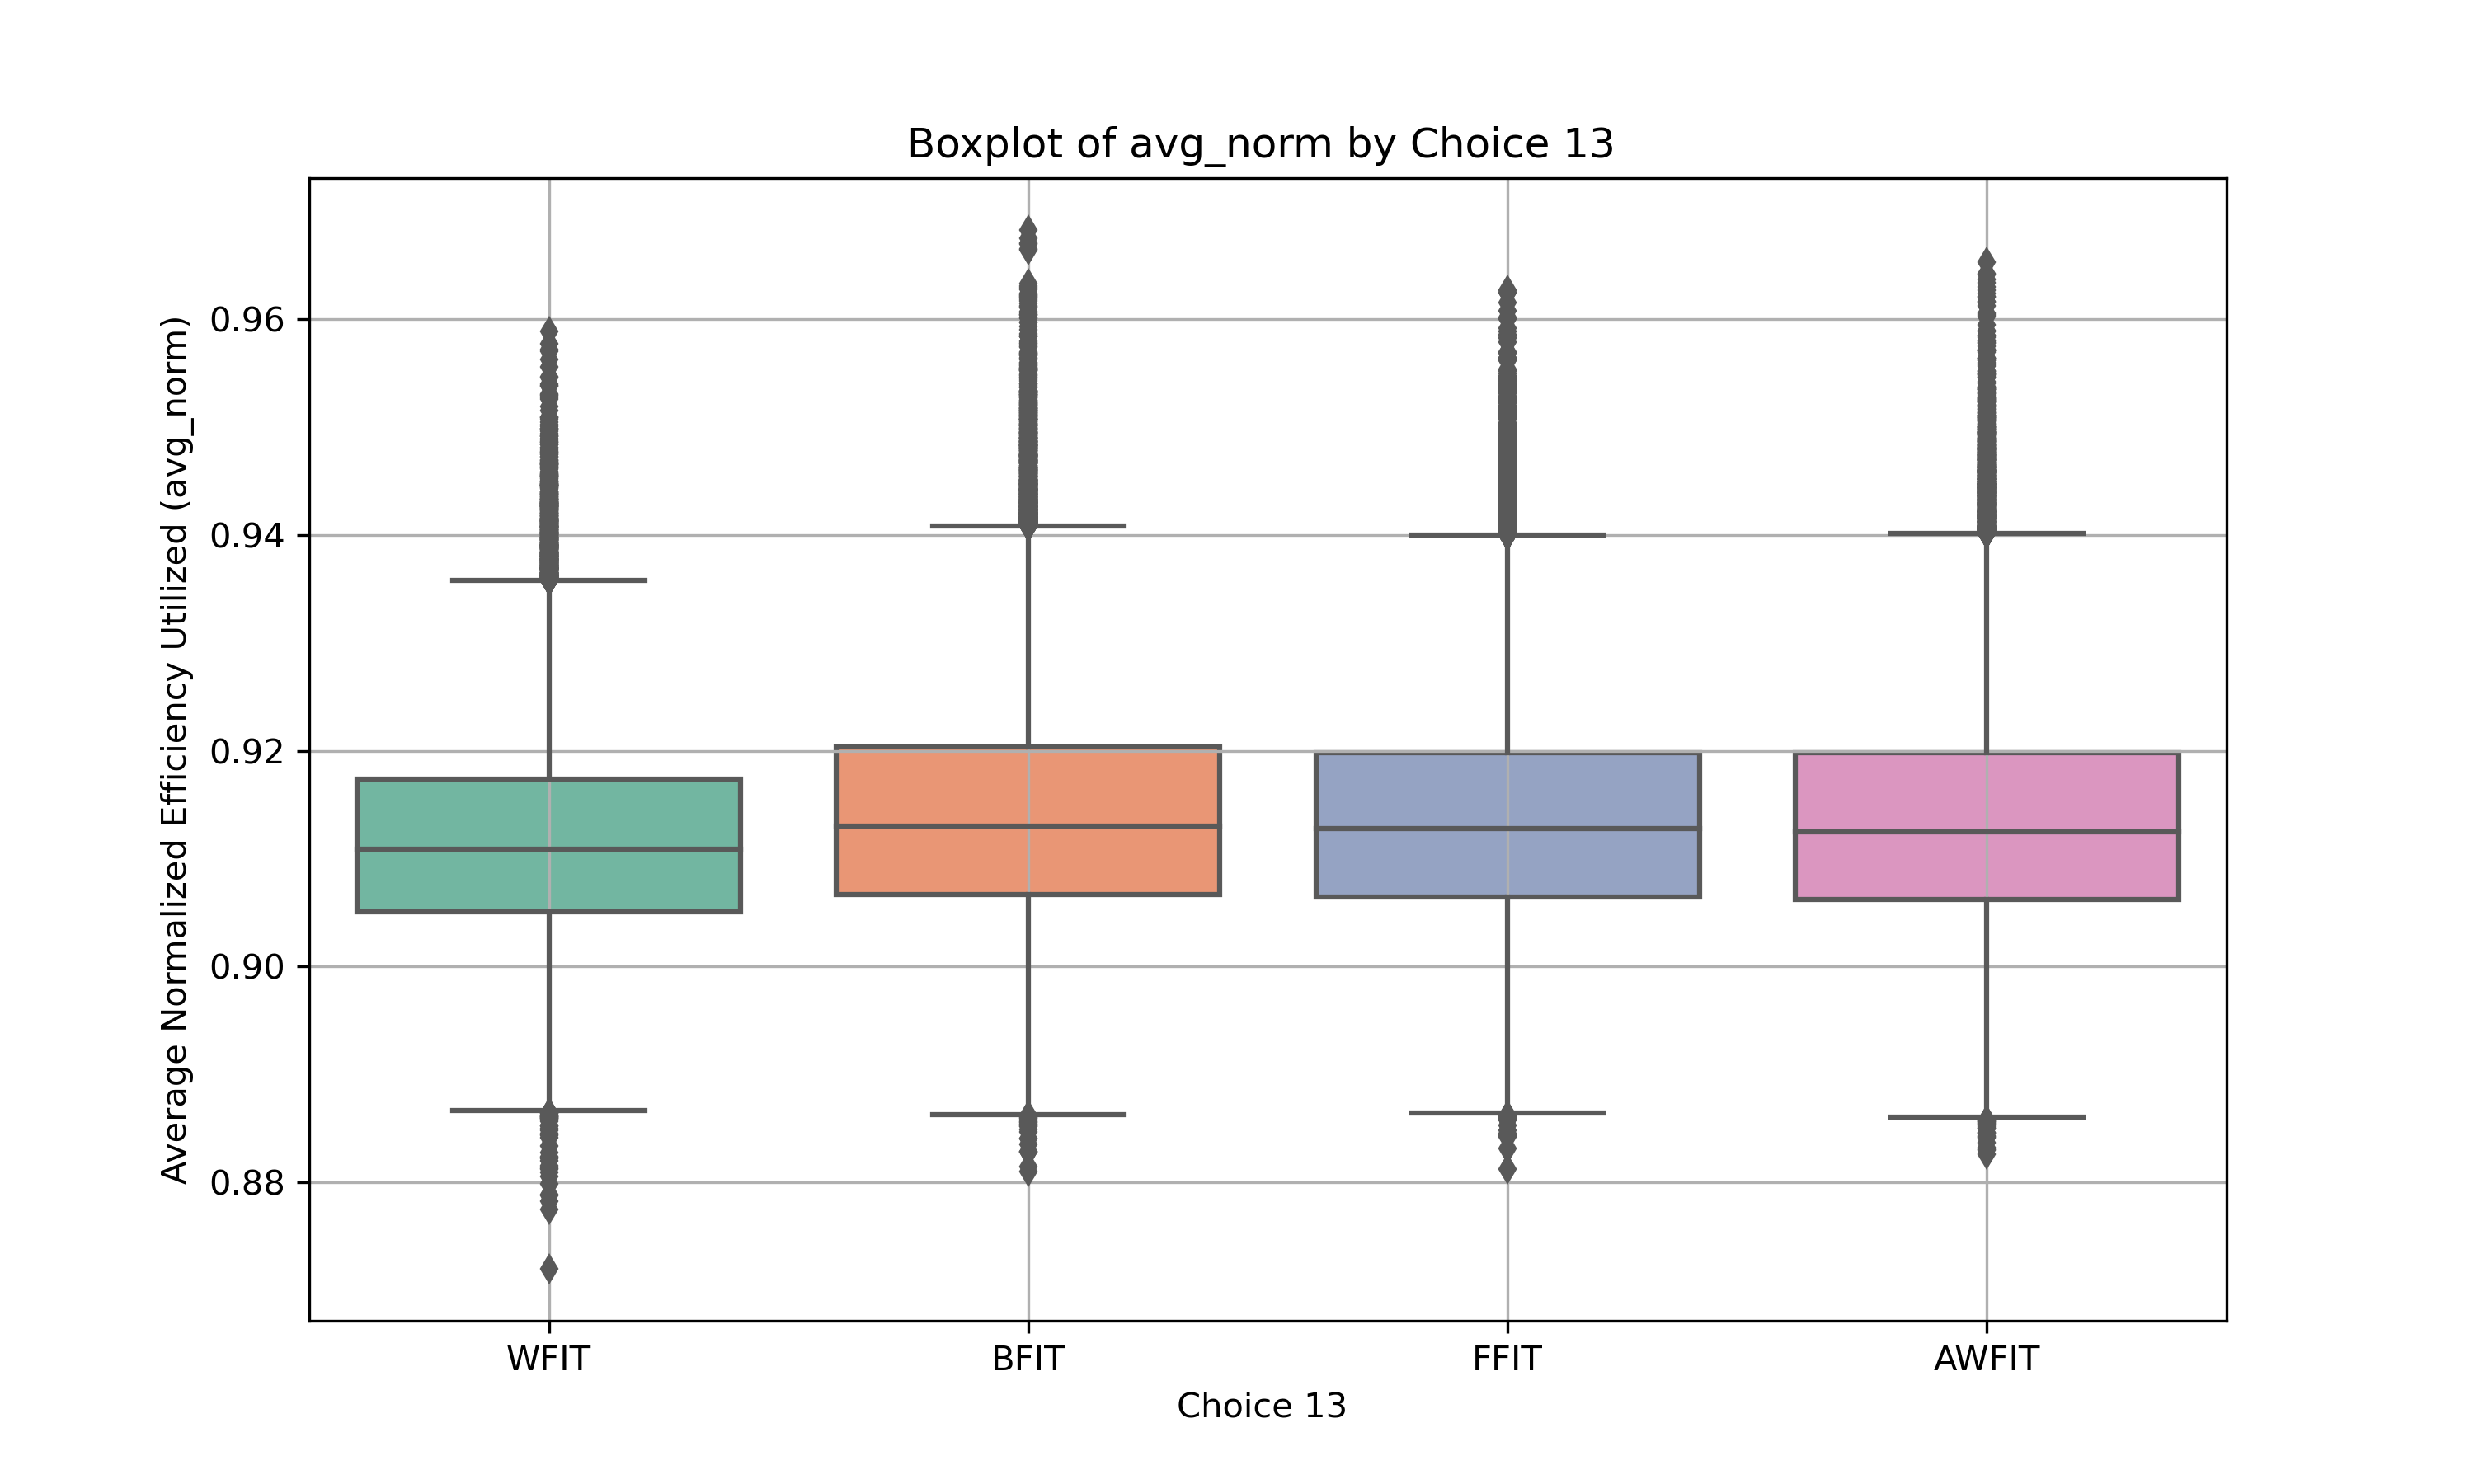 Boxplot of avg_norm by Choice 13
Average Normalized Efficiency Utilized (avg_norm)
0.96
0.94
0.92
0.90
0.88
WFIT
BFIT
FFIT
AWFIT
Choice 13